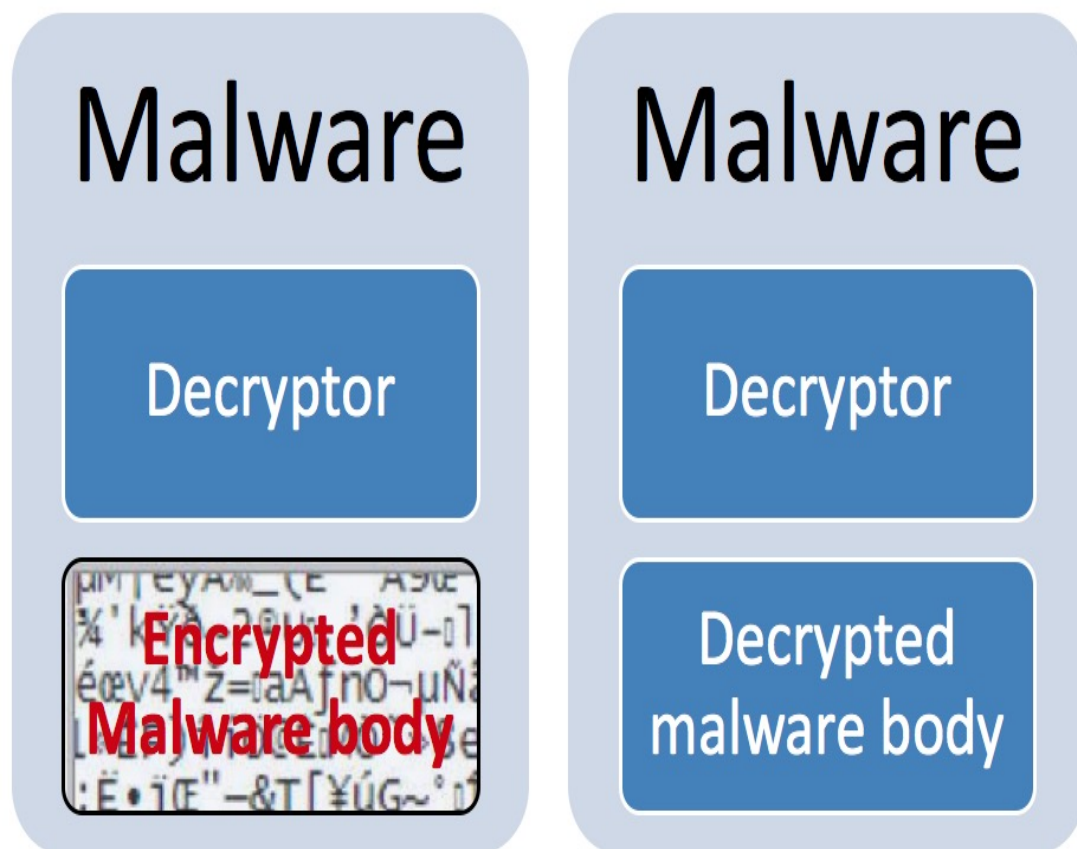 Malware
Decryptor
Encrypted
Malware body
Malware
Decryptor
Decrypted
malware body